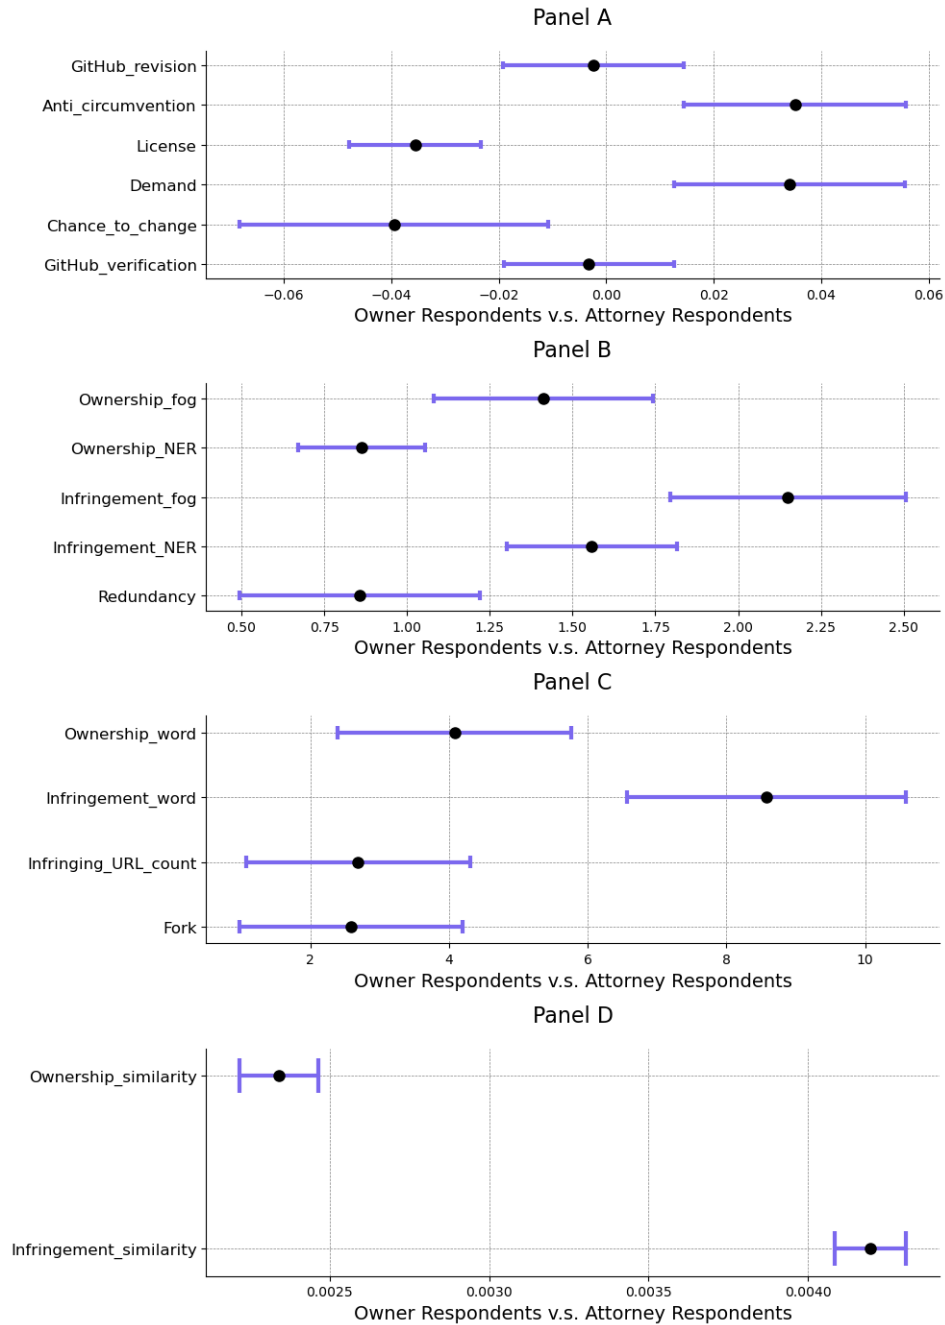 Panel A
GitHub_revision
Anti_circumvention
License
Demand
Chance_to_change
GitHub_verification
−0.06 −0.04 −0.02 0.00 0.02 0.04 0.06
Owner Respondents v.s. Attorney Respondents
Panel B
Ownership_fog
Ownership_NER
Infringement_fog
Infringement_NER
Redundancy
0.50 0.75 1.00 1.25 1.50 1.75 2.00 2.25 2.50
Owner Respondents v.s. Attorney Respondents
Panel C
Ownership_word
Infringement_word
Infringing_URL_count
Fork
2 4 6 8 10
Owner Respondents v.s. Attorney Respondents
Panel D
Ownership_similarity
Infringement_similarity
0.0025 0.0030 0.0035 0.0040
Owner Respondents v.s. Attorney Respondents